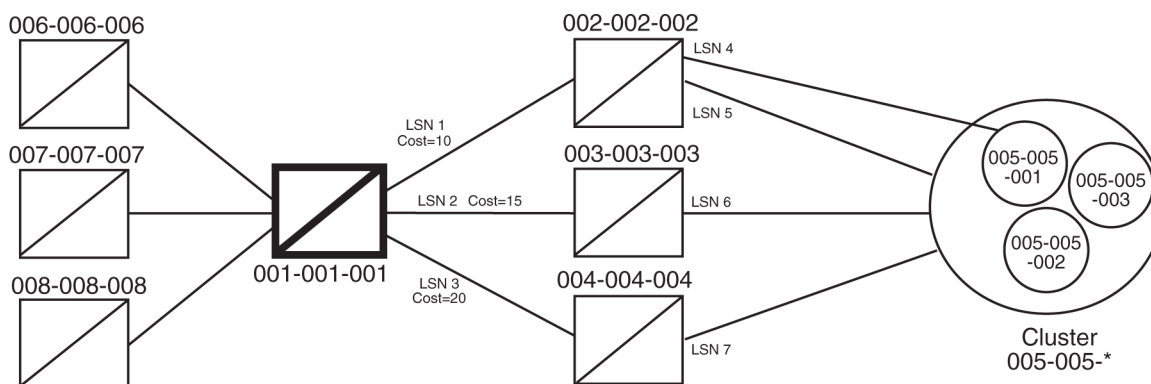 006-006-006
007-007-007
008-008-008
001-001-001
LSN 1
Cost=10
LSN 2 Cost=15
LSN 3
Cost=20
002-002-002
003-003-003
004-004-004
LSN 4
LSN 5
LSN 6
LSN 7
005-005
-001
005-005
-003
005-005
-002
Cluster
005-005-*